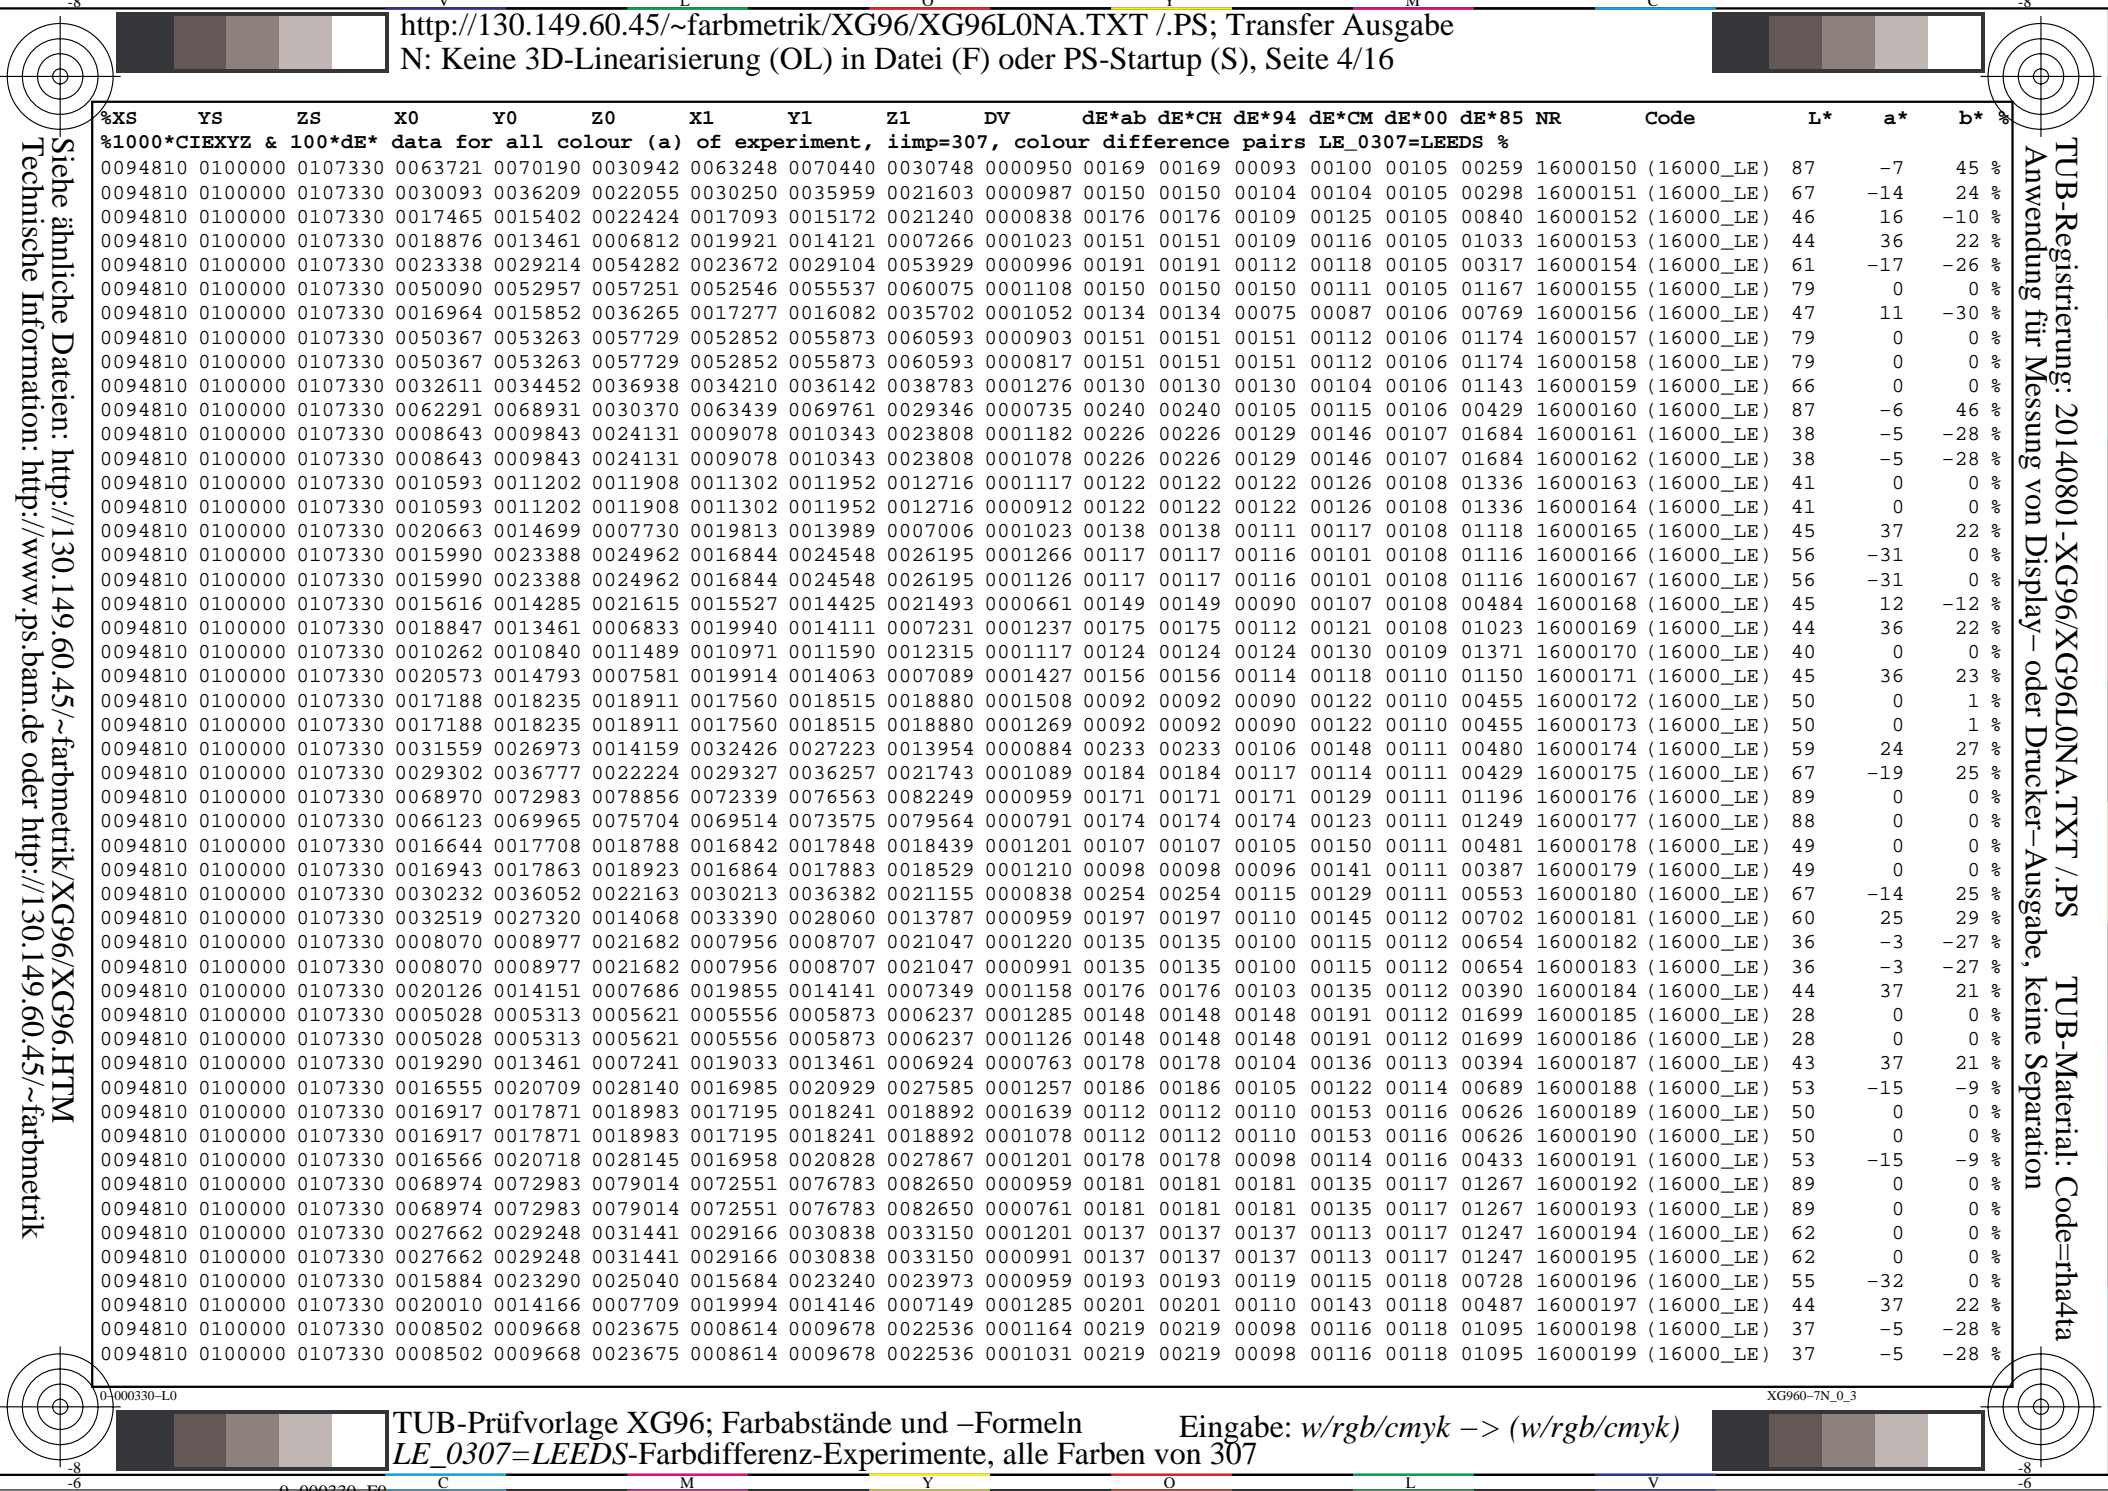 -8
V
L
O
Y
M
C
-8
http://130.149.60.45/~farbmetrik/XG96/XG96L0NA.TXT /.PS; Transfer Ausgabe
N: Keine 3D-Linearisierung (OL) in Datei (F) oder PS-Startup (S), Seite 4/16
%XS YS ZS X0 Y0 Z0 X1 Y1 Z1 DV dE*ab dE*CH dE*94 dE*CM dE*00 dE*85 NR Code L* a* b* %
%1000*CIEXYZ & 100*dE* data for all colour (a) of experiment, iimp=307, colour difference pairs LE_0307=LEEDS %
0094810 0100000 0107330 0063721 0070190 0030942 0063248 0070440 0030748 0000950 00169 00169 00093 00100 00105 00259 16000150 (16000_LE) 87 −7 45 %
0094810 0100000 0107330 0030093 0036209 0022055 0030250 0035959 0021603 0000987 00150 00150 00104 00104 00105 00298 16000151 (16000_LE) 67 −14 24 %
0094810 0100000 0107330 0017465 0015402 0022424 0017093 0015172 0021240 0000838 00176 00176 00109 00125 00105 00840 16000152 (16000_LE) 46 16 −10 %
0094810 0100000 0107330 0018876 0013461 0006812 0019921 0014121 0007266 0001023 00151 00151 00109 00116 00105 01033 16000153 (16000_LE) 44 36 22 %
0094810 0100000 0107330 0023338 0029214 0054282 0023672 0029104 0053929 0000996 00191 00191 00112 00118 00105 00317 16000154 (16000_LE) 61 −17 −26 %
0094810 0100000 0107330 0050090 0052957 0057251 0052546 0055537 0060075 0001108 00150 00150 00150 00111 00105 01167 16000155 (16000_LE) 79 0 0 %
0094810 0100000 0107330 0016964 0015852 0036265 0017277 0016082 0035702 0001052 00134 00134 00075 00087 00106 00769 16000156 (16000_LE) 47 11 −30 %
0094810 0100000 0107330 0050367 0053263 0057729 0052852 0055873 0060593 0000903 00151 00151 00151 00112 00106 01174 16000157 (16000_LE) 79 0 0 %
0094810 0100000 0107330 0050367 0053263 0057729 0052852 0055873 0060593 0000817 00151 00151 00151 00112 00106 01174 16000158 (16000_LE) 79 0 0 %
0094810 0100000 0107330 0032611 0034452 0036938 0034210 0036142 0038783 0001276 00130 00130 00130 00104 00106 01143 16000159 (16000_LE) 66 0 0 %
0094810 0100000 0107330 0062291 0068931 0030370 0063439 0069761 0029346 0000735 00240 00240 00105 00115 00106 00429 16000160 (16000_LE) 87 −6 46 %
0094810 0100000 0107330 0008643 0009843 0024131 0009078 0010343 0023808 0001182 00226 00226 00129 00146 00107 01684 16000161 (16000_LE) 38 −5 −28 %
0094810 0100000 0107330 0008643 0009843 0024131 0009078 0010343 0023808 0001078 00226 00226 00129 00146 00107 01684 16000162 (16000_LE) 38 −5 −28 %
0094810 0100000 0107330 0010593 0011202 0011908 0011302 0011952 0012716 0001117 00122 00122 00122 00126 00108 01336 16000163 (16000_LE) 41 0 0 %
0094810 0100000 0107330 0010593 0011202 0011908 0011302 0011952 0012716 0000912 00122 00122 00122 00126 00108 01336 16000164 (16000_LE) 41 0 0 %
0094810 0100000 0107330 0020663 0014699 0007730 0019813 0013989 0007006 0001023 00138 00138 00111 00117 00108 01118 16000165 (16000_LE) 45 37 22 %
0094810 0100000 0107330 0015990 0023388 0024962 0016844 0024548 0026195 0001266 00117 00117 00116 00101 00108 01116 16000166 (16000_LE) 56 −31 0 %
0094810 0100000 0107330 0015990 0023388 0024962 0016844 0024548 0026195 0001126 00117 00117 00116 00101 00108 01116 16000167 (16000_LE) 56 −31 0 %
0094810 0100000 0107330 0015616 0014285 0021615 0015527 0014425 0021493 0000661 00149 00149 00090 00107 00108 00484 16000168 (16000_LE) 45 12 −12 %
0094810 0100000 0107330 0018847 0013461 0006833 0019940 0014111 0007231 0001237 00175 00175 00112 00121 00108 01023 16000169 (16000_LE) 44 36 22 %
0094810 0100000 0107330 0010262 0010840 0011489 0010971 0011590 0012315 0001117 00124 00124 00124 00130 00109 01371 16000170 (16000_LE) 40 0 0 %
0094810 0100000 0107330 0020573 0014793 0007581 0019914 0014063 0007089 0001427 00156 00156 00114 00118 00110 01150 16000171 (16000_LE) 45 36 23 %
0094810 0100000 0107330 0017188 0018235 0018911 0017560 0018515 0018880 0001508 00092 00092 00090 00122 00110 00455 16000172 (16000_LE) 50 0 1 %
0094810 0100000 0107330 0017188 0018235 0018911 0017560 0018515 0018880 0001269 00092 00092 00090 00122 00110 00455 16000173 (16000_LE) 50 0 1 %
0094810 0100000 0107330 0031559 0026973 0014159 0032426 0027223 0013954 0000884 00233 00233 00106 00148 00111 00480 16000174 (16000_LE) 59 24 27 %
0094810 0100000 0107330 0029302 0036777 0022224 0029327 0036257 0021743 0001089 00184 00184 00117 00114 00111 00429 16000175 (16000_LE) 67 −19 25 %
0094810 0100000 0107330 0068970 0072983 0078856 0072339 0076563 0082249 0000959 00171 00171 00171 00129 00111 01196 16000176 (16000_LE) 89 0 0 %
0094810 0100000 0107330 0066123 0069965 0075704 0069514 0073575 0079564 0000791 00174 00174 00174 00123 00111 01249 16000177 (16000_LE) 88 0 0 %
0094810 0100000 0107330 0016644 0017708 0018788 0016842 0017848 0018439 0001201 00107 00107 00105 00150 00111 00481 16000178 (16000_LE) 49 0 0 %
0094810 0100000 0107330 0016943 0017863 0018923 0016864 0017883 0018529 0001210 00098 00098 00096 00141 00111 00387 16000179 (16000_LE) 49 0 0 %
0094810 0100000 0107330 0030232 0036052 0022163 0030213 0036382 0021155 0000838 00254 00254 00115 00129 00111 00553 16000180 (16000_LE) 67 −14 25 %
0094810 0100000 0107330 0032519 0027320 0014068 0033390 0028060 0013787 0000959 00197 00197 00110 00145 00112 00702 16000181 (16000_LE) 60 25 29 %
0094810 0100000 0107330 0008070 0008977 0021682 0007956 0008707 0021047 0001220 00135 00135 00100 00115 00112 00654 16000182 (16000_LE) 36 −3 −27 %
0094810 0100000 0107330 0008070 0008977 0021682 0007956 0008707 0021047 0000991 00135 00135 00100 00115 00112 00654 16000183 (16000_LE) 36 −3 −27 %
0094810 0100000 0107330 0020126 0014151 0007686 0019855 0014141 0007349 0001158 00176 00176 00103 00135 00112 00390 16000184 (16000_LE) 44 37 21 %
0094810 0100000 0107330 0005028 0005313 0005621 0005556 0005873 0006237 0001285 00148 00148 00148 00191 00112 01699 16000185 (16000_LE) 28 0 0 %
0094810 0100000 0107330 0005028 0005313 0005621 0005556 0005873 0006237 0001126 00148 00148 00148 00191 00112 01699 16000186 (16000_LE) 28 0 0 %
0094810 0100000 0107330 0019290 0013461 0007241 0019033 0013461 0006924 0000763 00178 00178 00104 00136 00113 00394 16000187 (16000_LE) 43 37 21 %
0094810 0100000 0107330 0016555 0020709 0028140 0016985 0020929 0027585 0001257 00186 00186 00105 00122 00114 00689 16000188 (16000_LE) 53 −15 −9 %
0094810 0100000 0107330 0016917 0017871 0018983 0017195 0018241 0018892 0001639 00112 00112 00110 00153 00116 00626 16000189 (16000_LE) 50 0 0 %
0094810 0100000 0107330 0016917 0017871 0018983 0017195 0018241 0018892 0001078 00112 00112 00110 00153 00116 00626 16000190 (16000_LE) 50 0 0 %
0094810 0100000 0107330 0016566 0020718 0028145 0016958 0020828 0027867 0001201 00178 00178 00098 00114 00116 00433 16000191 (16000_LE) 53 −15 −9 %
0094810 0100000 0107330 0068974 0072983 0079014 0072551 0076783 0082650 0000959 00181 00181 00181 00135 00117 01267 16000192 (16000_LE) 89 0 0 %
0094810 0100000 0107330 0068974 0072983 0079014 0072551 0076783 0082650 0000761 00181 00181 00181 00135 00117 01267 16000193 (16000_LE) 89 0 0 %
0094810 0100000 0107330 0027662 0029248 0031441 0029166 0030838 0033150 0001201 00137 00137 00137 00113 00117 01247 16000194 (16000_LE) 62 0 0 %
0094810 0100000 0107330 0027662 0029248 0031441 0029166 0030838 0033150 0000991 00137 00137 00137 00113 00117 01247 16000195 (16000_LE) 62 0 0 %
0094810 0100000 0107330 0015884 0023290 0025040 0015684 0023240 0023973 0000959 00193 00193 00119 00115 00118 00728 16000196 (16000_LE) 55 −32 0 %
0094810 0100000 0107330 0020010 0014166 0007709 0019994 0014146 0007149 0001285 00201 00201 00110 00143 00118 00487 16000197 (16000_LE) 44 37 22 %
0094810 0100000 0107330 0008502 0009668 0023675 0008614 0009678 0022536 0001164 00219 00219 00098 00116 00118 01095 16000198 (16000_LE) 37 −5 −28 %
0094810 0100000 0107330 0008502 0009668 0023675 0008614 0009678 0022536 0001031 00219 00219 00098 00116 00118 01095 16000199 (16000_LE) 37 −5 −28 %
Siehe ähnliche Dateien: http://130.149.60.45/~farbmetrik/XG96/XG96.HTM
Technische Information: http://www.ps.bam.de oder http://130.149.60.45/~farbmetrik
TUB-Registrierung: 20140801-XG96/XG96L0NA.TXT /.PS TUB-Material: Code=rha4ta
Anwendung für Messung von Display− oder Drucker−Ausgabe, keine Separation
0−000330−L0
XG960−7N_0_3
TUB-Prüfvorlage XG96; Farbabstände und −Formeln
Eingabe: w/rgb/cmyk −> (w/rgb/cmyk)
LE_0307=LEEDS-Farbdifferenz-Experimente, alle Farben von 307
-8
-8
-6
C
M
Y
O
L
V
-6